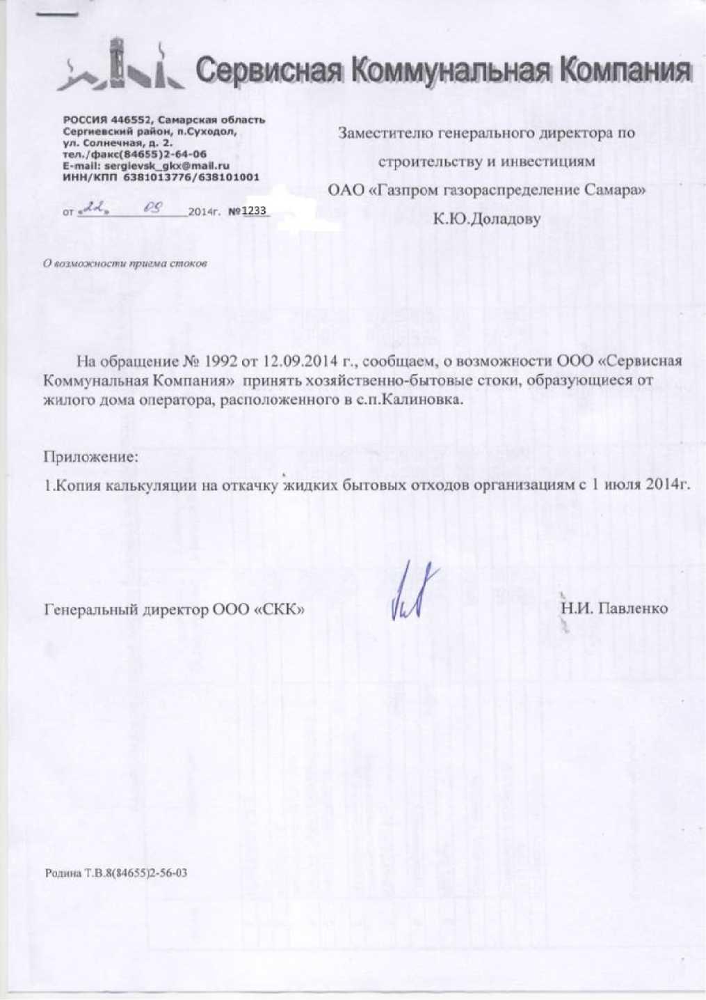 Сервисная Коммунальная Компания
РОССИЯ 446552, Самарская область
Сергиевский район, п.Суходол,
ул. Солнечная, д. 2.
тел./факс(84655)2-64-06
E-mail: sergievsk_gkx@mail.ru
ИНН/КПП 6381013776/638101001
от «22» 09 2014г. №1233
Заместителю генерального директора по
строительству и инвестициям
ОАО «Газпром газораспределение Самара»
К.Ю.Доладову
О возможности приема стоков
На обращение № 1992 от 12.09.2014 г., сообщаем, о возможности ООО «Сервисная
Коммунальная Компания» принять хозяйственно-бытовые стоки, образующиеся от
жилого дома оператора, расположенного в с.п.Калиновка.
Приложение:
1.Копия калькуляции на откачку жидких бытовых отходов организациям с 1 июля 2014г.
Генеральный директор ООО «СКК»
Н.И. Павленко
Родина Т.В.8(84655)2-56-03